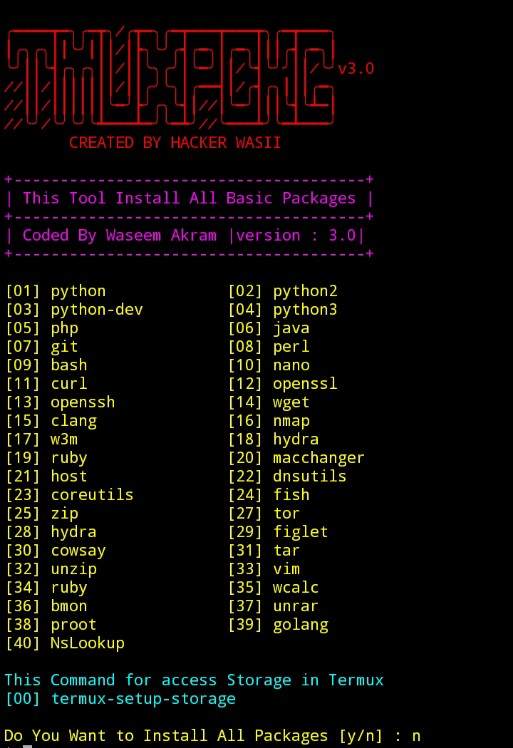 TMUXPCKG
v3.0
CREATED BY HACKER WASII
+--------------------------------------+
| This Tool Install All Basic Packages |
+--------------------------------------+
| Coded By Waseem Akram |version : 3.0|
+--------------------------------------+
[01] python [02] python2
[03] python-dev [04] python3
[05] php [06] java
[07] git [08] perl
[09] bash [10] nano
[11] curl [12] openssl
[13] openssh [14] wget
[15] clang [16] nmap
[17] w3m [18] hydra
[19] ruby [20] macchanger
[21] host [22] dnsutils
[23] coreutils [24] fish
[25] zip [27] tor
[28] hydra [29] figlet
[30] cowsay [31] tar
[32] unzip [33] vim
[34] ruby [35] wcalc
[36] bmon [37] unrar
[38] proot [39] golang
[40] NsLookup
This Command for access Storage in Termux
[00] termux-setup-storage
Do You Want to Install All Packages [y/n] : n